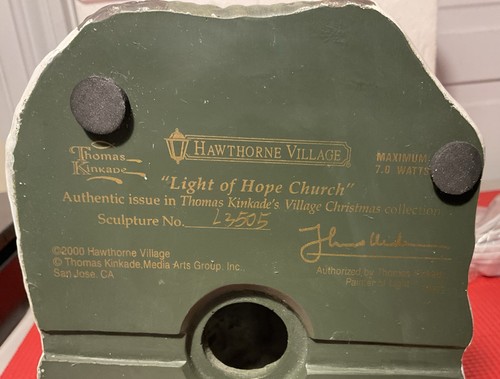 Thomas
Kinkade
HAWTHORNE VILLAGE
MAXIMUM
7.0 WATTS
"Light of Hope Church"
Authentic issue in Thomas Kinkade's Village Christmas collection
Sculpture No. L3505
©2000 Hawthorne Village
© Thomas Kinkade, Media Arts Group, Inc.
San Jose, CA
Authorized by Thomas
Painter of